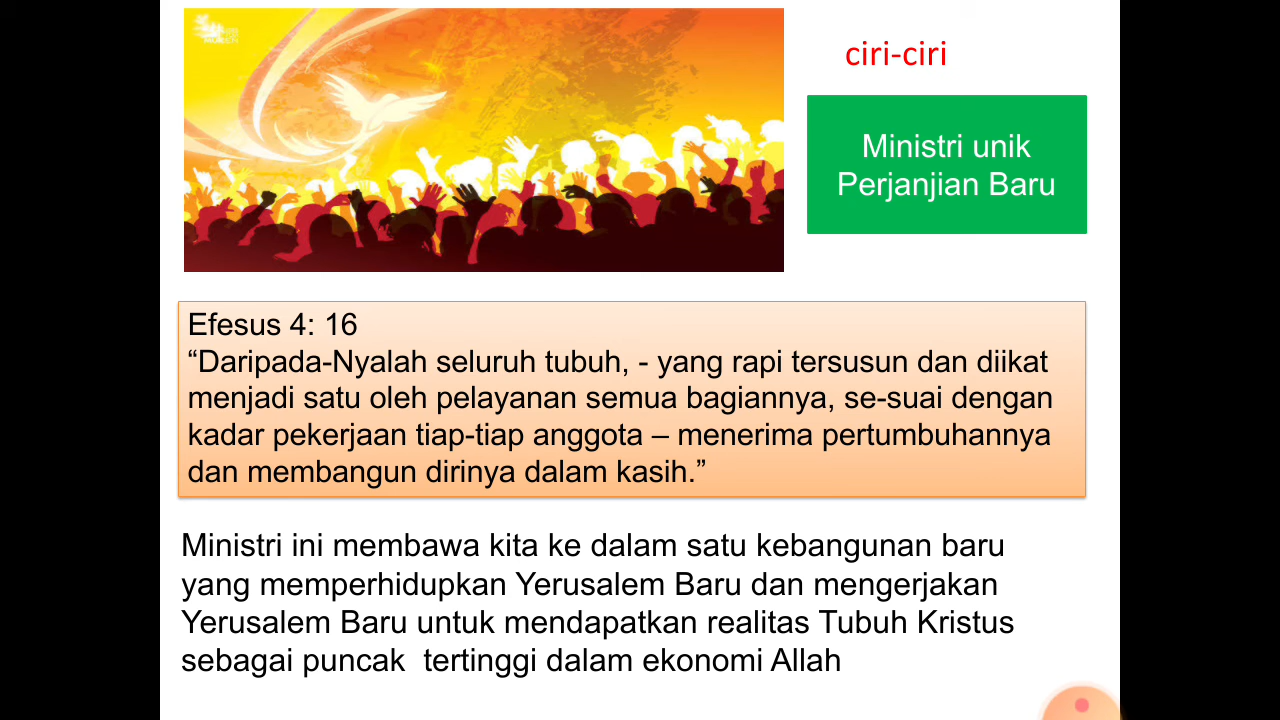 ciri-ciri
Ministri unik
Perjanjian Baru
Efesus 4: 16
“Daripada-Nyalah seluruh tubuh, - yang rapi tersusun dan diikat
menjadi satu oleh pelayanan semua bagiannya, se-suai dengan
kadar pekerjaan tiap-tiap anggota – menerima pertumbuhannya
dan membangun dirinya dalam kasih.”
Ministri ini membawa kita ke dalam satu kebangunan baru
yang memperhidupkan Yerusalem Baru dan mengerjakan
Yerusalem Baru untuk mendapatkan realitas Tubuh Kristus
sebagai puncak  tertinggi dalam ekonomi Allah